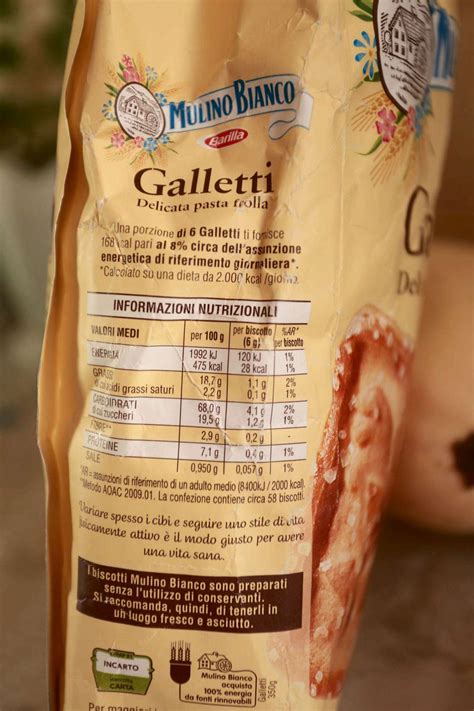 MULINO BIANCO
Barilla
Galletti
Delicata pasta frolla
Una porzione di 6 Galletti ti fornisce
168 kcal pari al 8% circa dell'assunzione
energetica di riferimento giornaliera*.
*Calcolato su una dieta da 2.000 kcal /giorno.
INFORMAZIONI NUTRIZIONALI
VALORI MEDI per 100 g per biscotto (6 g) %AR* per biscotto
ENERGIA 1992 kJ 120 kJ 1%
475 kcal 28 kcal 1%
GRASSI 18,7 g 1,1 g 2%
di cui acidi grassi saturi 2,2 g 0,1 g 1%
CARBOIDRATI 68,0 g 4,1 g 2%
di cui zuccheri 19,5 g 1,2 g 1%
FIBRE** 2,9 g 0,2 g -
PROTEINE 7,1 g 0,4 g 1%
SALE 0,950 g 0,057 g 1%
*AR = assunzioni di riferimento di un adulto medio (8400kJ / 2000 kcal).
**Metodo AOAC 2009.01. La confezione contiene circa 58 biscotti.
Variare spesso i cibi e seguire uno stile di vita
fisicamente attivo è il modo giusto per avere
una vita sana.
I biscotti Mulino Bianco sono preparati
senza l'utilizzo di conservanti.
Si raccomanda, quindi, di tenerli in
un luogo fresco e asciutto.
INCARTO
CARTA
Mulino Bianco
acquista
100% energia
da fonti rinnovabili
Galletti
350g